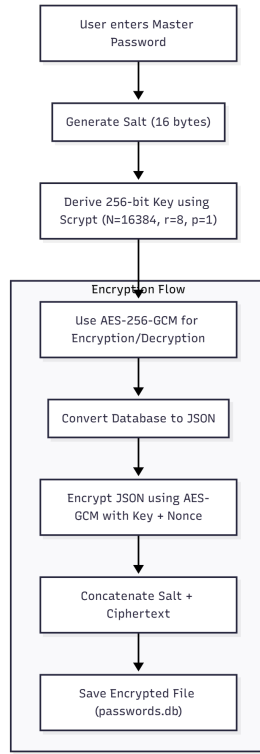 User enters Master
Password
Generate Salt (16 bytes)
Derive 256-bit Key using
Scrypt (N=16384, r=8, p=1)
Encryption Flow
Use AES-256-GCM for
Encryption/Decryption
Convert Database to JSON
Encrypt JSON using AES-
GCM with Key + Nonce
Concatenate Salt +
Ciphertext
Save Encrypted File
(passwords.db)